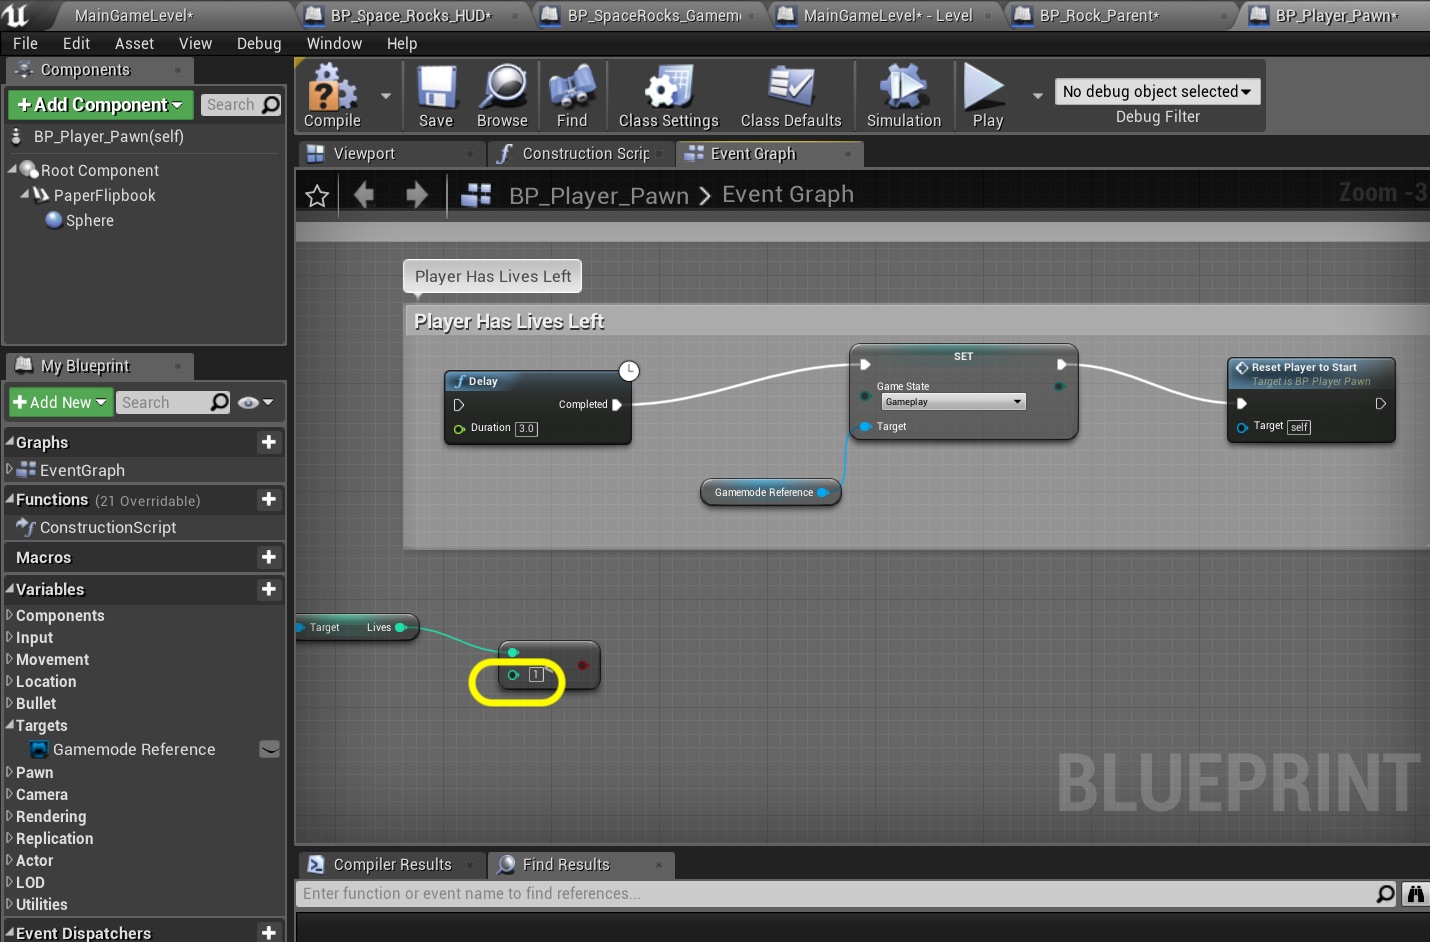 MainGameLevel*
BP_Space_Rocks_HUD*
BP_SpaceRocks_Gamem
MainGameLevel* - Level
BP_Rock_Parent*
BP_Player_Pawn*
File Edit Asset View Debug Window Help
Components
+Add Component
Search
BP_Player_Pawn(self)
Root Component
PaperFlipbook
Sphere
Compile
Save
Browse
Find
Class Settings
Class Defaults
Simulation
Play
No debug object selected
Debug Filter
Viewport
Construction Scrip
Event Graph
BP_Player_Pawn > Event Graph
Zoom -3
Player Has Lives Left
Player Has Lives Left
Delay
Completed
Duration 3.0
SET
Game State
Gameplay
Target
Gamemode Reference
Reset Player to Start
Target is BP Player Pawn
Target self
Target Lives
1
BLUEPRINT
My Blueprint
+Add New
Search
Graphs
EventGraph
Functions (21 Overridable)
ConstructionScript
Macros
Variables
Components
Input
Movement
Location
Bullet
Targets
Gamemode Reference
Pawn
Camera
Rendering
Replication
Actor
LOD
Utilities
Event Dispatchers
Compiler Results
Find Results
Enter function or event name to find references...